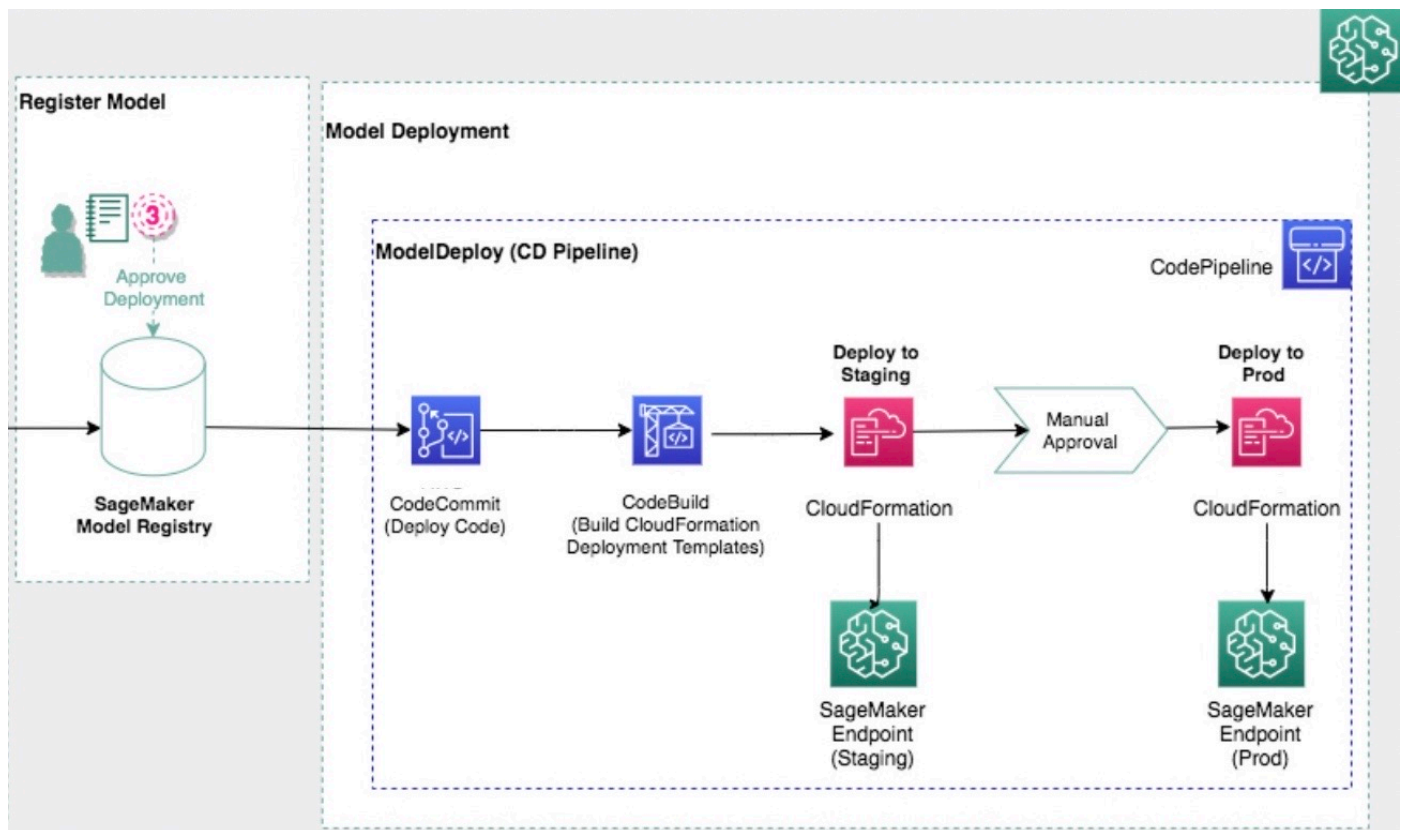 Register Model
Model Deployment
3
Approve
Deployment
SageMaker
Model Registry
ModelDeploy (CD Pipeline)
CodePipeline
</>
CodeCommit
(Deploy Code)
</>
CodeBuild
(Build CloudFormation
Deployment Templates)
</>
Deploy to
Staging
CloudFormation
Manual
Approval
Deploy to
Prod
CloudFormation
SageMaker
Endpoint
(Staging)
SageMaker
Endpoint
(Prod)